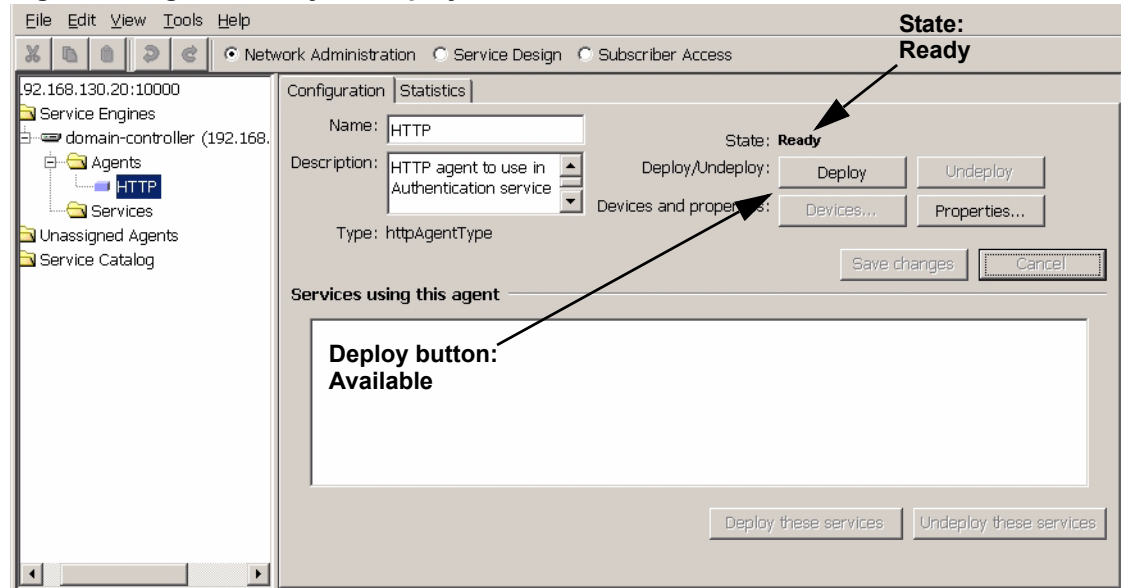 File Edit View Tools Help
State:
Ready
Network Administration Service Design Subscriber Access
.92.168.130.20:10000
Service Engines
domain-controller (192.168.
Agents
HTTP
Services
Unassigned Agents
Service Catalog
Configuration Statistics
Name: HTTP
State: Ready
Description: HTTP agent to use in
Authentication service
Deploy/Undeploy: Deploy Undeploy
Devices and properties: Devices... Properties...
Type: httpAgentType
Save changes Cancel
Services using this agent
Deploy button:
Available
Deploy these services Undeploy these services